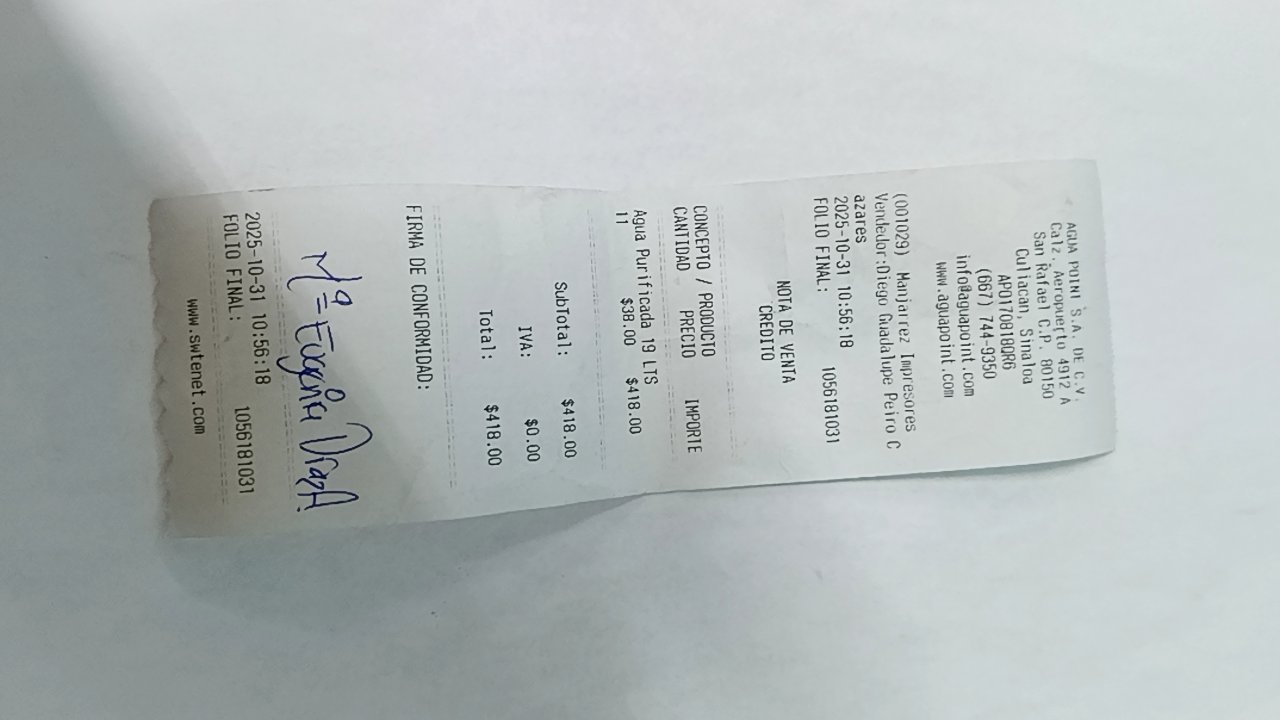 AGUA POINT S.A. DE C.V.
Calz. Aeropuerto 4912 A
San Rafael C.P. 80150
Culiacan, Sinaloa
APO170818QR6
(667) 744-9350
info@aguapoint.com
www.aguapoint.com
(001029) Manjarrez Impresores
Vendedor:Diego Guadalupe Peiro C
azares
2025-10-31 10:56:18
FOLIO FINAL: 1056181031
NOTA DE VENTA
CREDITO
CONCEPTO / PRODUCTO
CANTIDAD PRECIO IMPORTE
Agua Purificada 19 LTS
11 $38.00 $418.00
SubTotal: $418.00
IVA: $0.00
Total: $418.00
FIRMA DE CONFORMIDAD:
Mª Eugenia
2025-10-31 10:56:18
FOLIO FINAL: 1056181031
www.swtenet.com